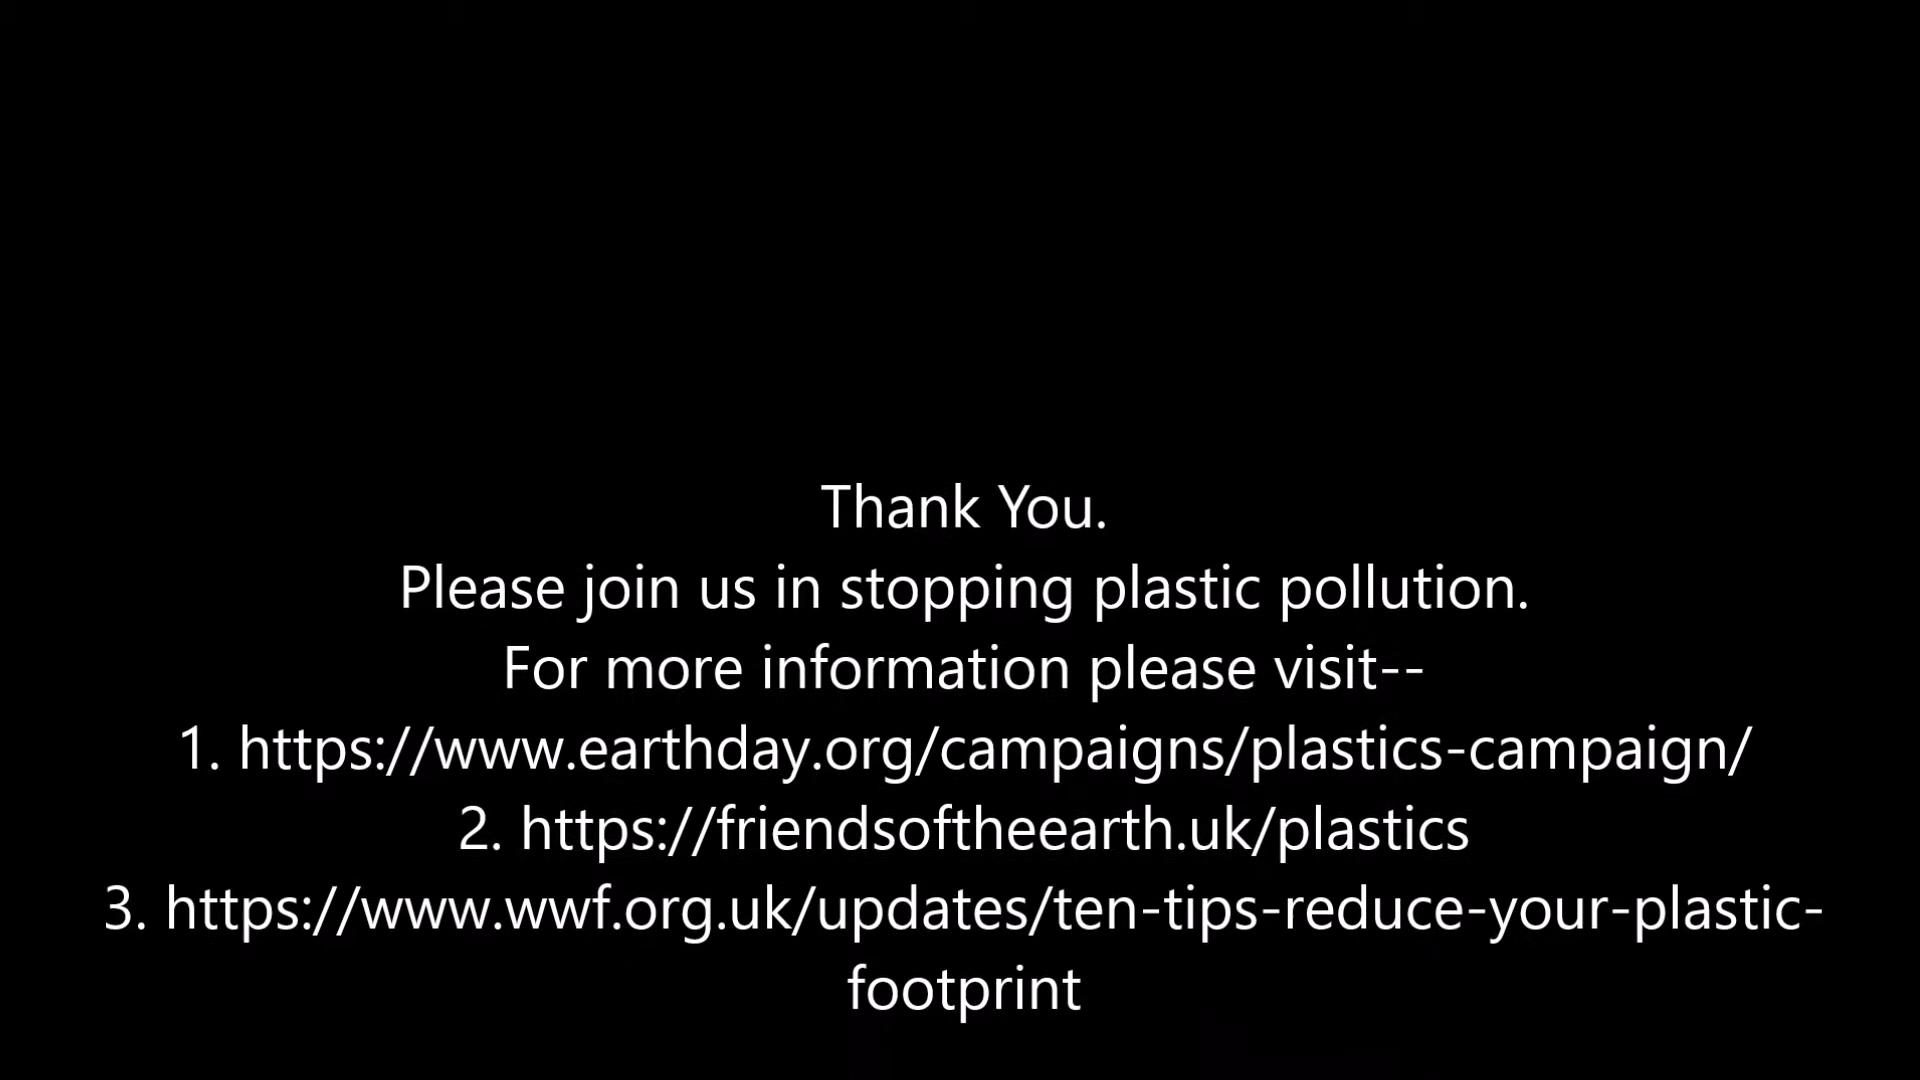 Thank You.
Please join us in stopping plastic pollution.
For more information please visit--
1. https://www.earthday.org/campaigns/plastics-campaign/
2. https://friendsoftheearth.uk/plastics
3. https://www.wwf.org.uk/updates/ten-tips-reduce-your-plastic-
footprint